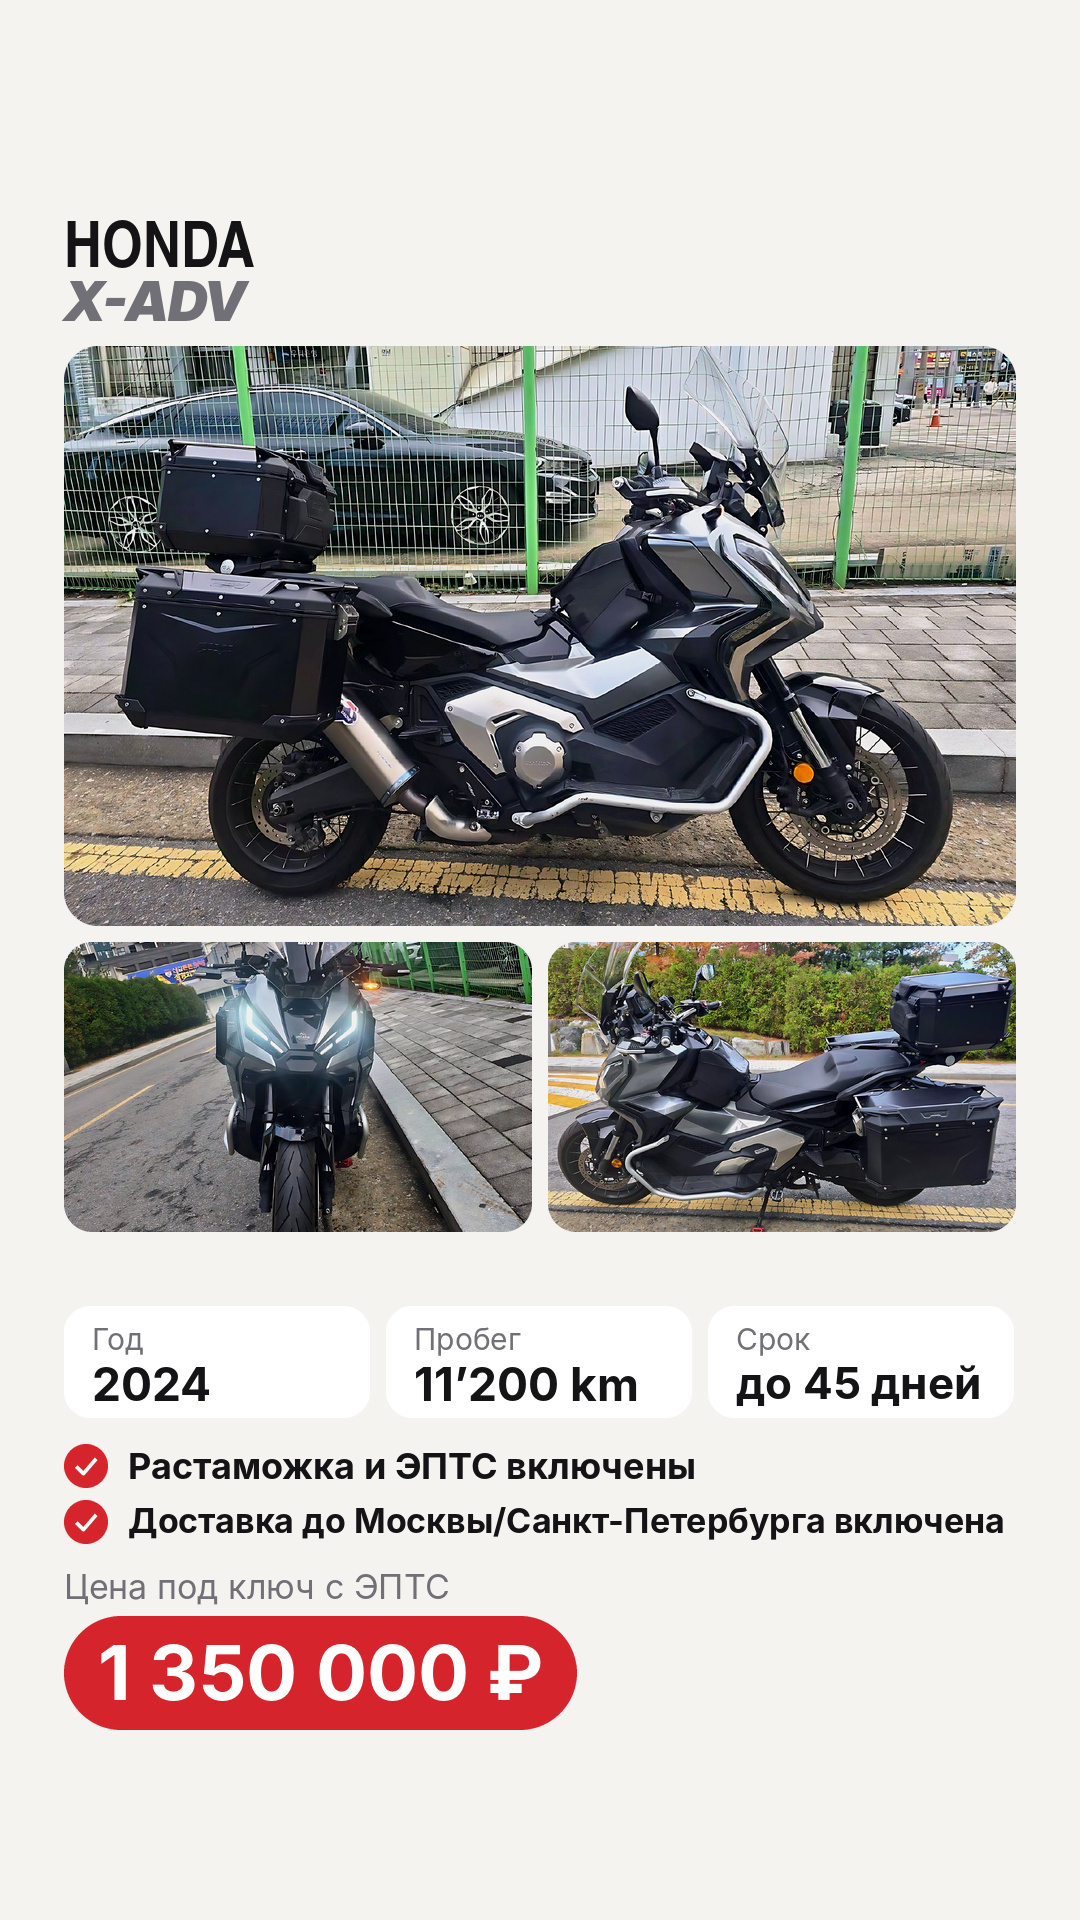 HONDA
X-ADV
Год
2024
Пробег
11’200 km
Срок
до 45 дней
Растаможка и ЭПТС включены
Доставка до Москвы/Санкт-Петербурга включена
Цена под ключ с ЭПТС
1 350 000 ₽